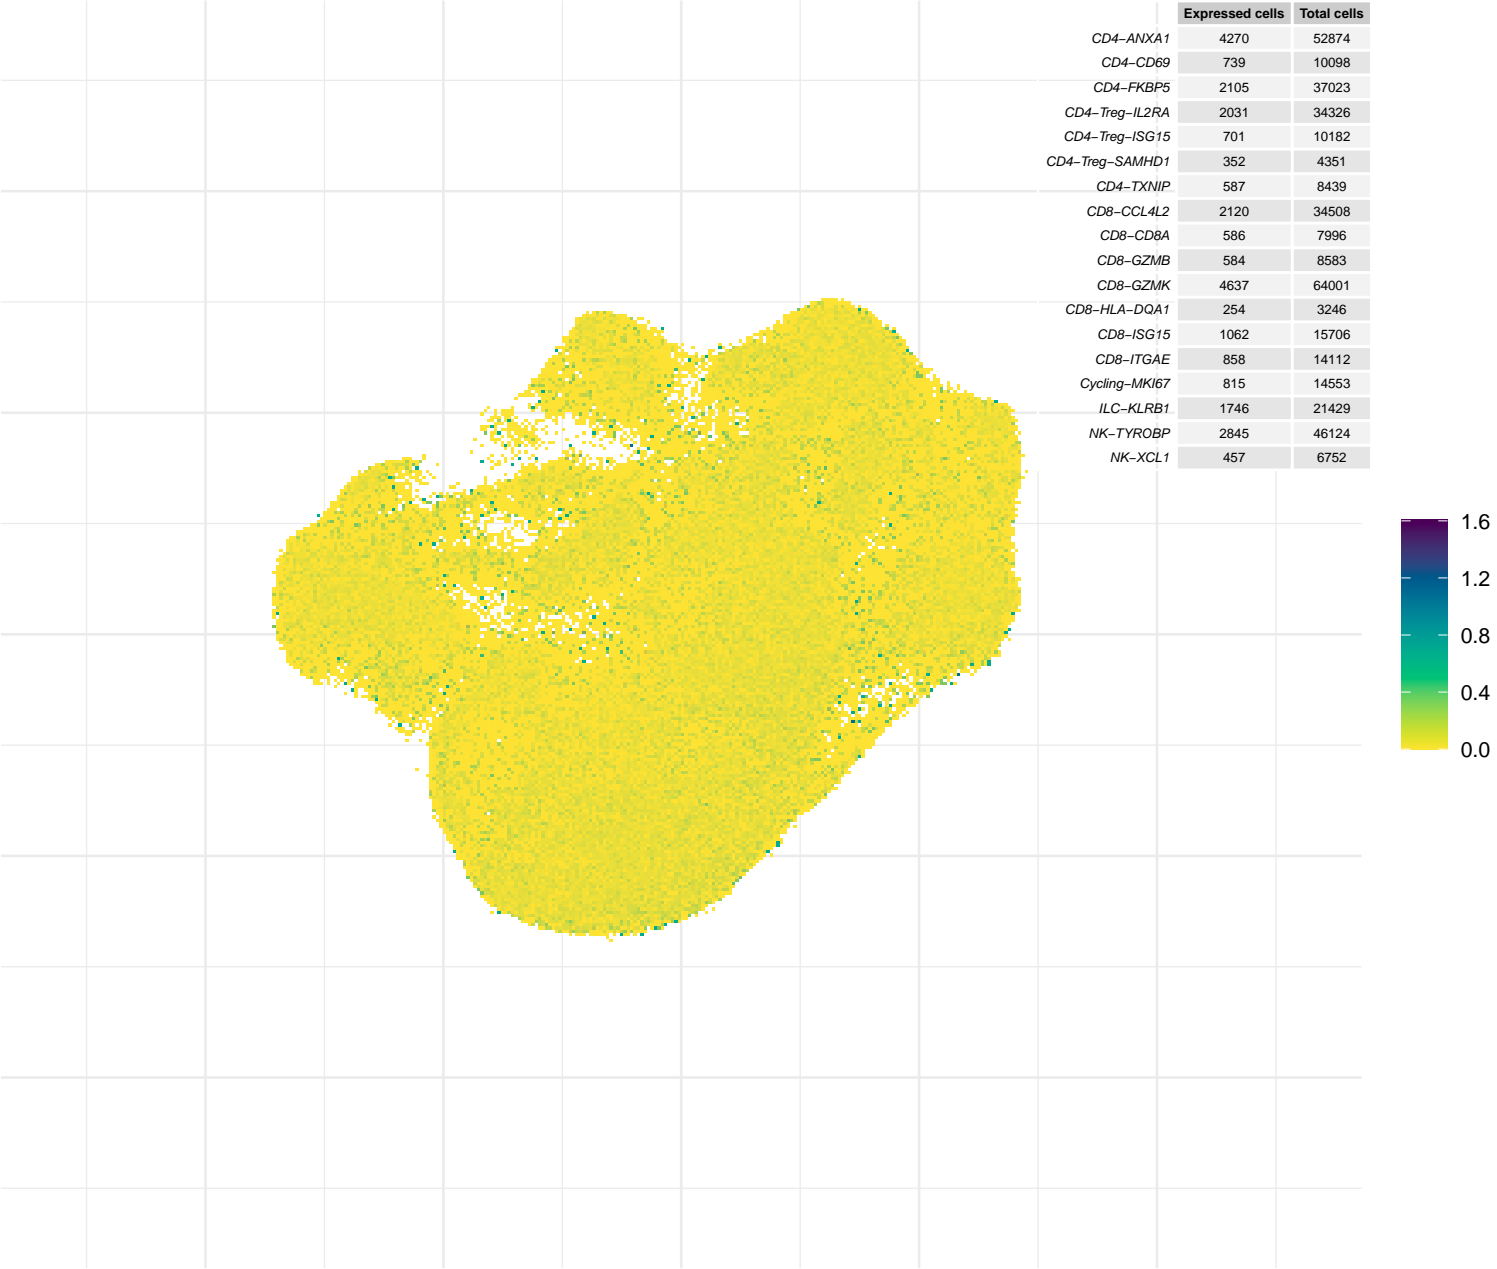 Expressed cells Total cells
CD4−ANXA1 4270 52874
CD4−CD69 739 10098
CD4−FKBP5 2105 37023
CD4−Treg−IL2RA 2031 34326
CD4−Treg−ISG15 701 10182
CD4−Treg−SAMHD1 352 4351
CD4−TXNIP 587 8439
CD8−CCL4L2 2120 34508
CD8−CD8A 586 7996
CD8−GZMB 584 8583
CD8−GZMK 4637 64001
CD8−HLA−DQA1 254 3246
CD8−ISG15 1062 15706
CD8−ITGAE 858 14112
Cycling−MKI67 815 14553
ILC−KLRB1 1746 21429
NK−TYROBP 2845 46124
NK−XCL1 457 6752
1.6
1.2
0.8
0.4
0.0